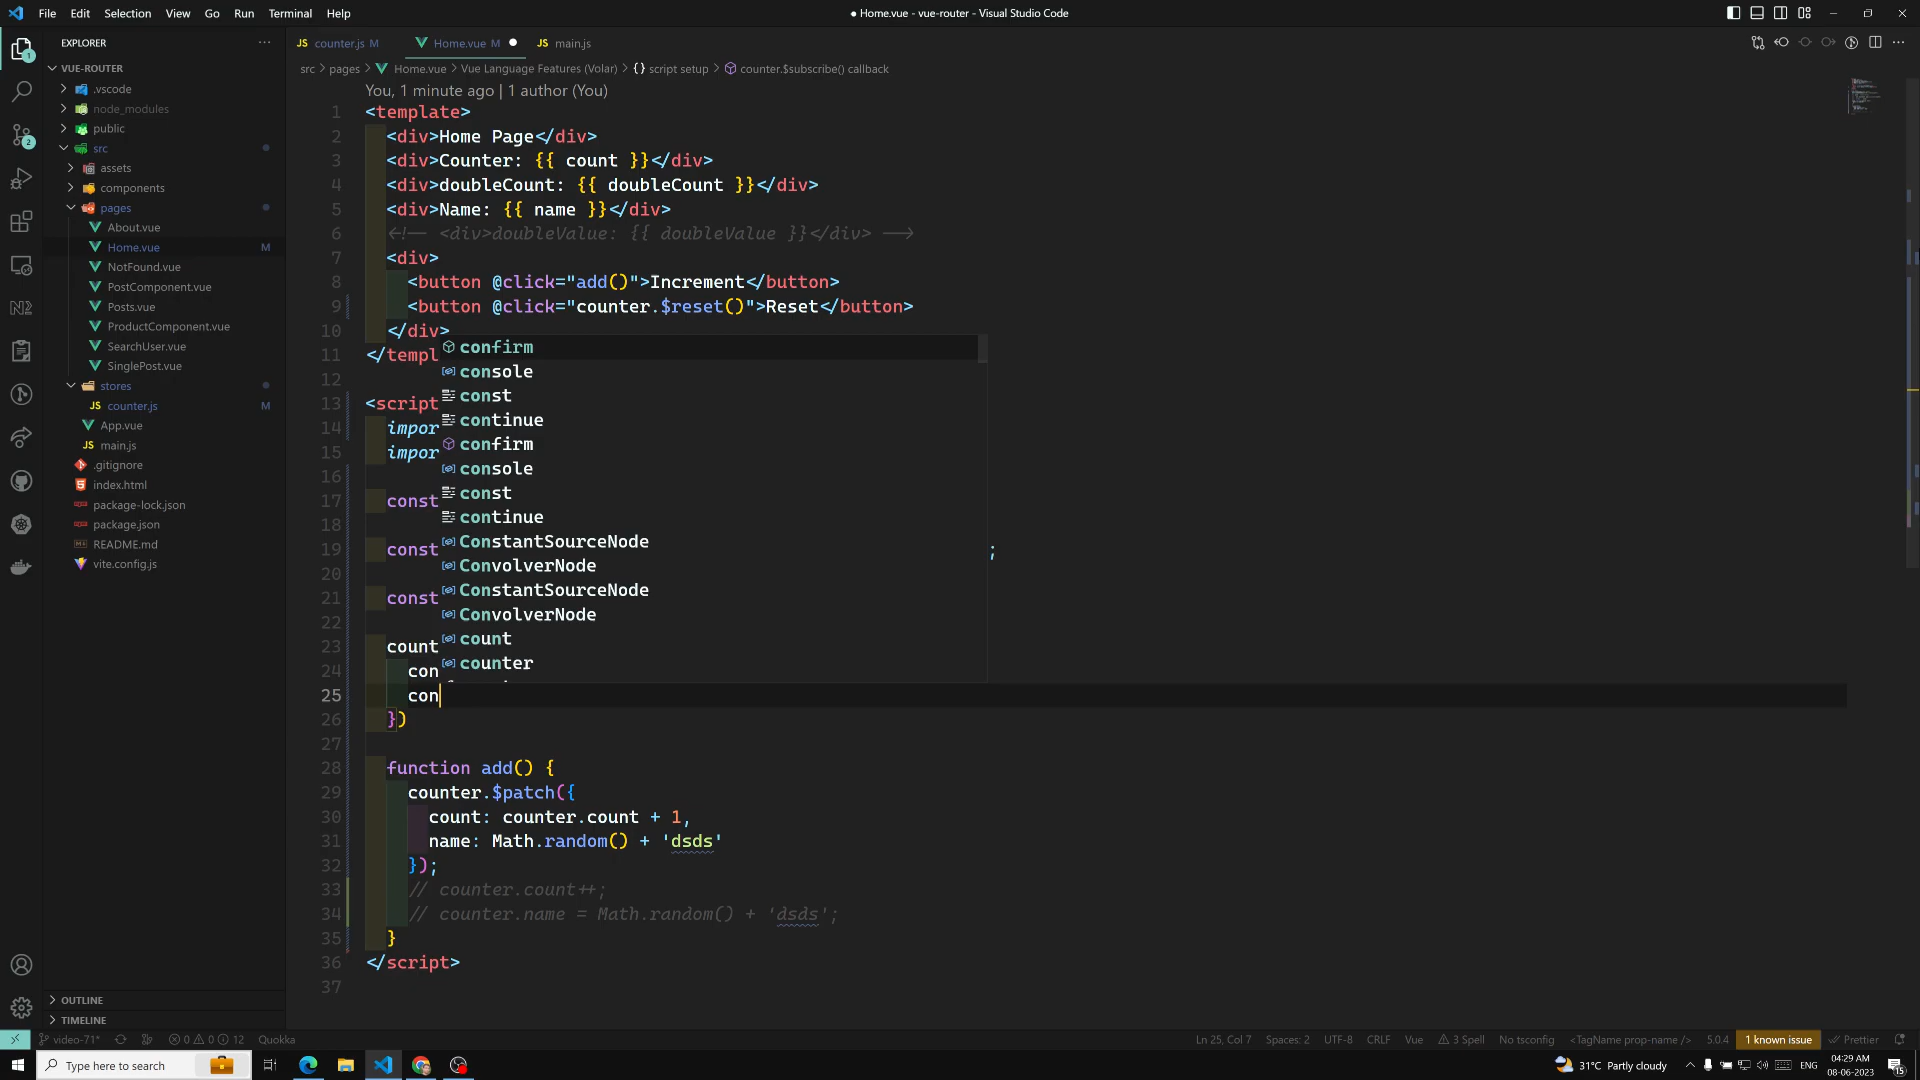 File Edit Selection View Go Run Terminal Help
● Home.vue - vue-router - Visual Studio Code
EXPLORER
VUE-ROUTER
.vscode
node_modules
public
src
assets
components
pages
About.vue
Home.vue M
NotFound.vue
PostComponent.vue
Posts.vue
ProductComponent.vue
SearchUser.vue
SinglePost.vue
stores
counter.js M
App.vue
main.js
.gitignore
index.html
package-lock.json
package.json
README.md
vite.config.js
OUTLINE
TIMELINE
JS counter.js M Home.vue M JS main.js
src > pages > Home.vue > Vue Language Features (Volar) > {} script setup > counter.$subscribe() callback
You, 1 minute ago | 1 author (You)
1 <template>
2 <div>Home Page</div>
3 <div>Counter: {{ count }}</div>
4 <div>doubleCount: {{ doubleCount }}</div>
5 <div>Name: {{ name }}</div>
6 <!-- <div>doubleValue: {{ doubleValue }}</div> -->
7 <div>
8 <button @click="add()">Increment</button>
9 <button @click="counter.$reset()">Reset</button>
10 </div>
11 </templ
12
13 <script
14 impor
15 impor
16
17 const
18
19 const ;
20
21 const
22
23 count
24 con
25 con
26 })
27
28 function add() {
29 counter.$patch({
30 count: counter.count + 1,
31 name: Math.random() + 'dsds'
32 });
33 // counter.count++;
34 // counter.name = Math.random() + 'dsds';
35 }
36 </script>
37
confirm
console
const
continue
confirm
console
const
continue
ConstantSourceNode
ConvolverNode
ConstantSourceNode
ConvolverNode
count
counter
video-71* 0 0 12 Quokka
Ln 25, Col 7 Spaces: 2 UTF-8 CRLF Vue 3 Spell No tsconfig <TagName prop-name /> 5.0.4 1 known issue Prettier
Type here to search
31°C Partly cloudy ENG 04:29 AM
08-06-2023
15